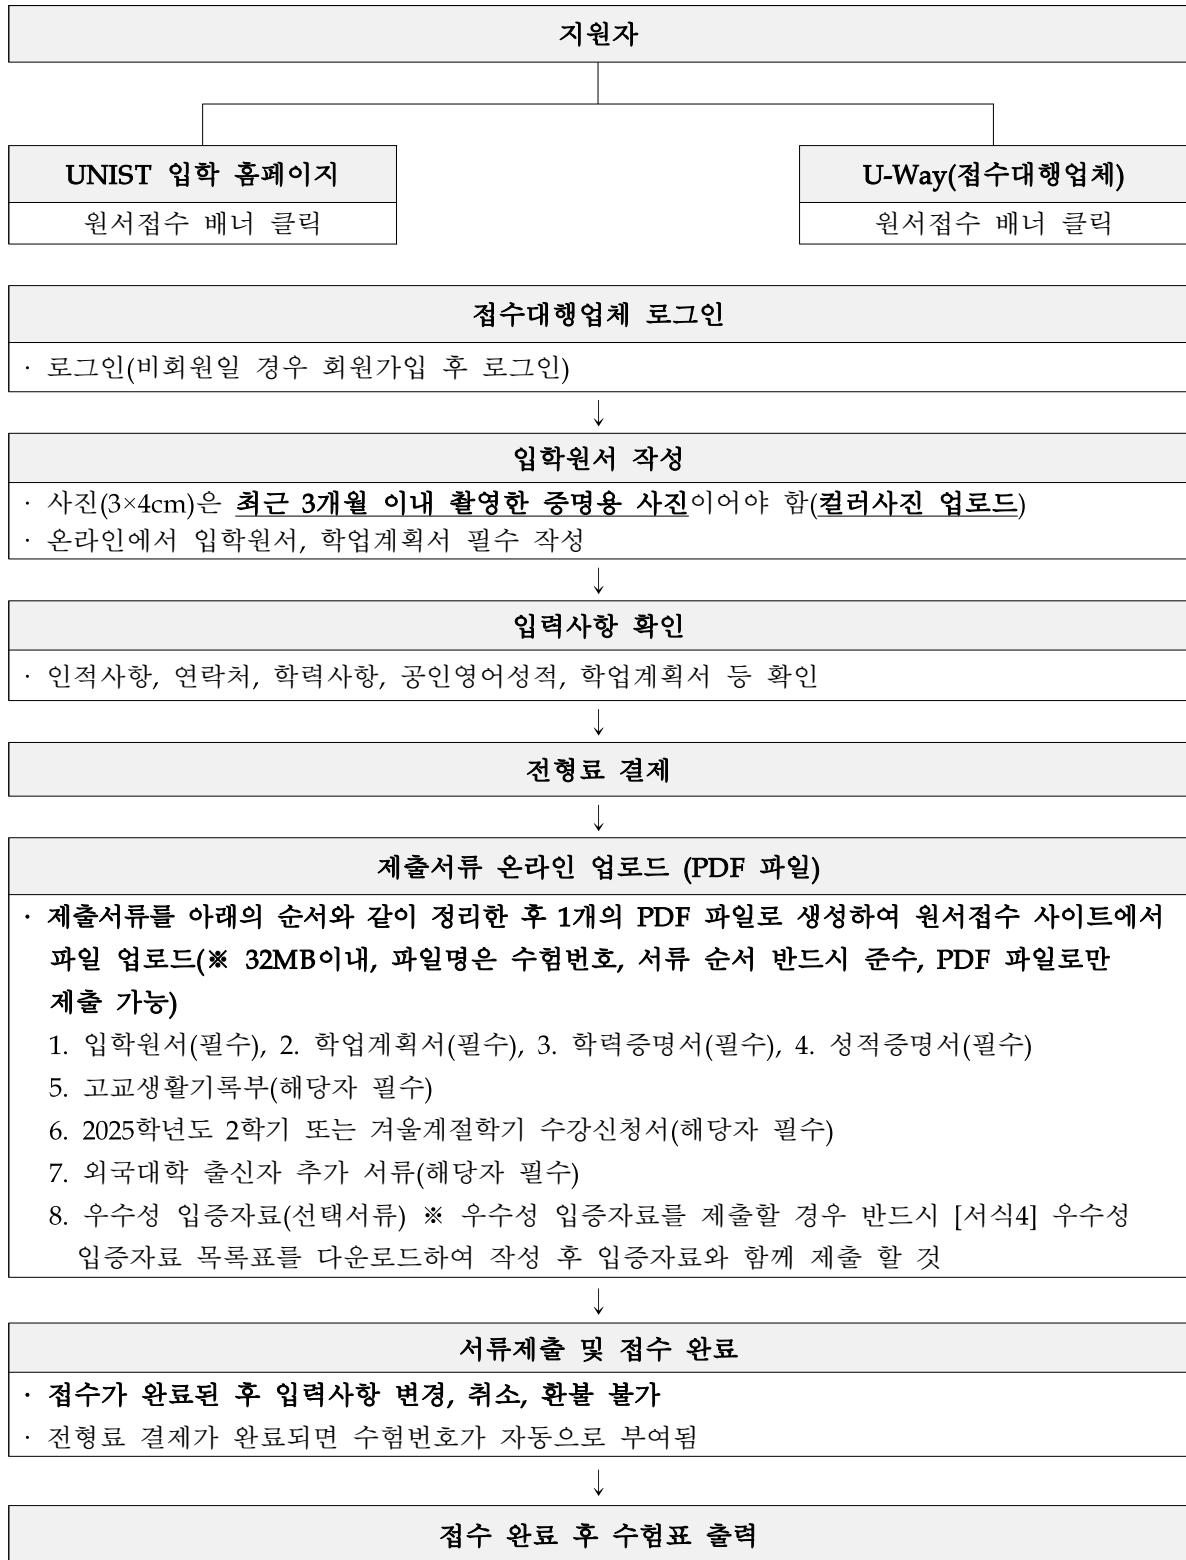 지원자
UNIST 입학 홈페이지
원서접수 배너 클릭
U-Way(접수대행업체)
원서접수 배너 클릭
접수대행업체 로그인
· 로그인(비회원일 경우 회원가입 후 로그인)
↓
입학원서 작성
· 사진(3×4cm)은 최근 3개월 이내 촬영한 증명용 사진이어야 함(컬러사진 업로드)
· 온라인에서 입학원서, 학업계획서 필수 작성
↓
입력사항 확인
· 인적사항, 연락처, 학력사항, 공인영어성적, 학업계획서 등 확인
↓
전형료 결제
↓
제출서류 온라인 업로드 (PDF 파일)
· 제출서류를 아래의 순서와 같이 정리한 후 1개의 PDF 파일로 생성하여 원서접수 사이트에서
파일 업로드(※ 32MB이내, 파일명은 수험번호, 서류 순서 반드시 준수, PDF 파일로만
제출 가능)
1. 입학원서(필수), 2. 학업계획서(필수), 3. 학력증명서(필수), 4. 성적증명서(필수)
5. 고교생활기록부(해당자 필수)
6. 2025학년도 2학기 또는 겨울계절학기 수강신청서(해당자 필수)
7. 외국대학 출신자 추가 서류(해당자 필수)
8. 우수성 입증자료(선택서류) ※ 우수성 입증자료를 제출할 경우 반드시 [서식4] 우수성
입증자료 목록표를 다운로드하여 작성 후 입증자료와 함께 제출 할 것
↓
서류제출 및 접수 완료
· 접수가 완료된 후 입력사항 변경, 취소, 환불 불가
· 전형료 결제가 완료되면 수험번호가 자동으로 부여됨
↓
접수 완료 후 수험표 출력